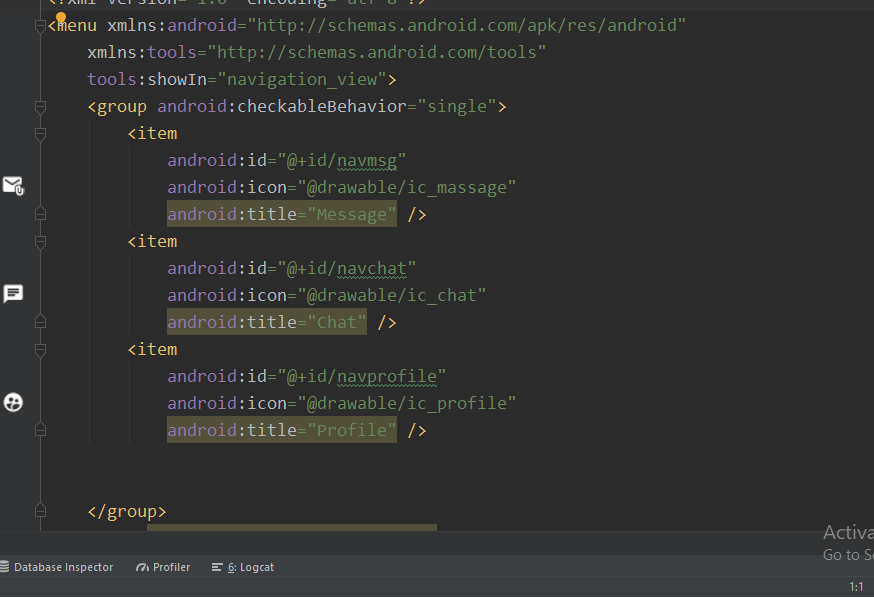 <?xml version="1.0" encoding="utf-8"?>
<menu xmlns:android="http://schemas.android.com/apk/res/android"
xmlns:tools="http://schemas.android.com/tools"
tools:showIn="navigation_view">
<group android:checkableBehavior="single">
<item
android:id="@+id/navmsg"
android:icon="@drawable/ic_massage"
android:title="Message" />
<item
android:id="@+id/navchat"
android:icon="@drawable/ic_chat"
android:title="Chat" />
<item
android:id="@+id/navprofile"
android:icon="@drawable/ic_profile"
android:title="Profile" />
</group>
Activa
Go to S
Database Inspector Profiler 6: Logcat
1:1